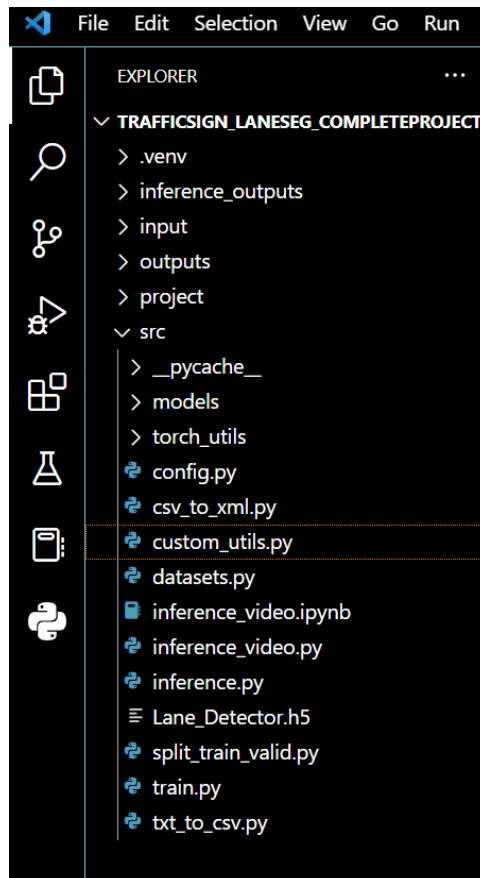 File Edit Selection View Go Run
EXPLORER
TRAFFICSIGN_LANESEG_COMPLETEPROJECT
.venv
inference_outputs
input
outputs
project
src
__pycache__
models
torch_utils
config.py
csv_to_xml.py
custom_utils.py
datasets.py
inference_video.ipynb
inference_video.py
inference.py
Lane_Detector.h5
split_train_valid.py
train.py
txt_to_csv.py